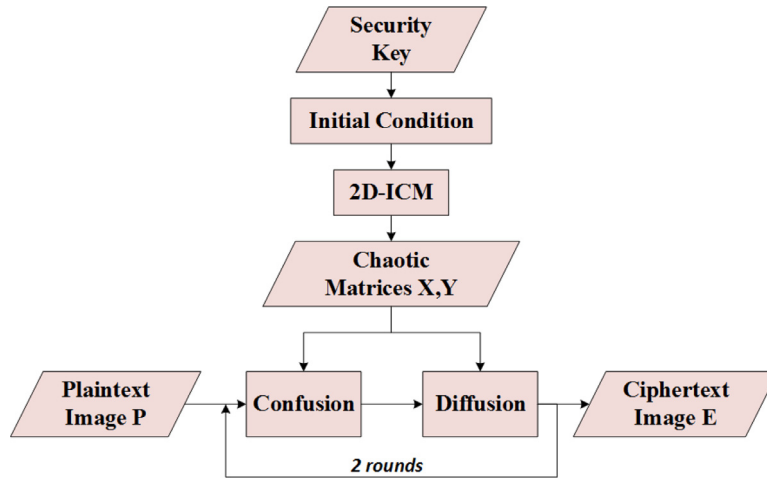 Security
Key
Initial Condition
2D-ICM
Chaotic
Matrices X,Y
Plaintext
Image P
Confusion
Diffusion
Ciphertext
Image E
2 rounds